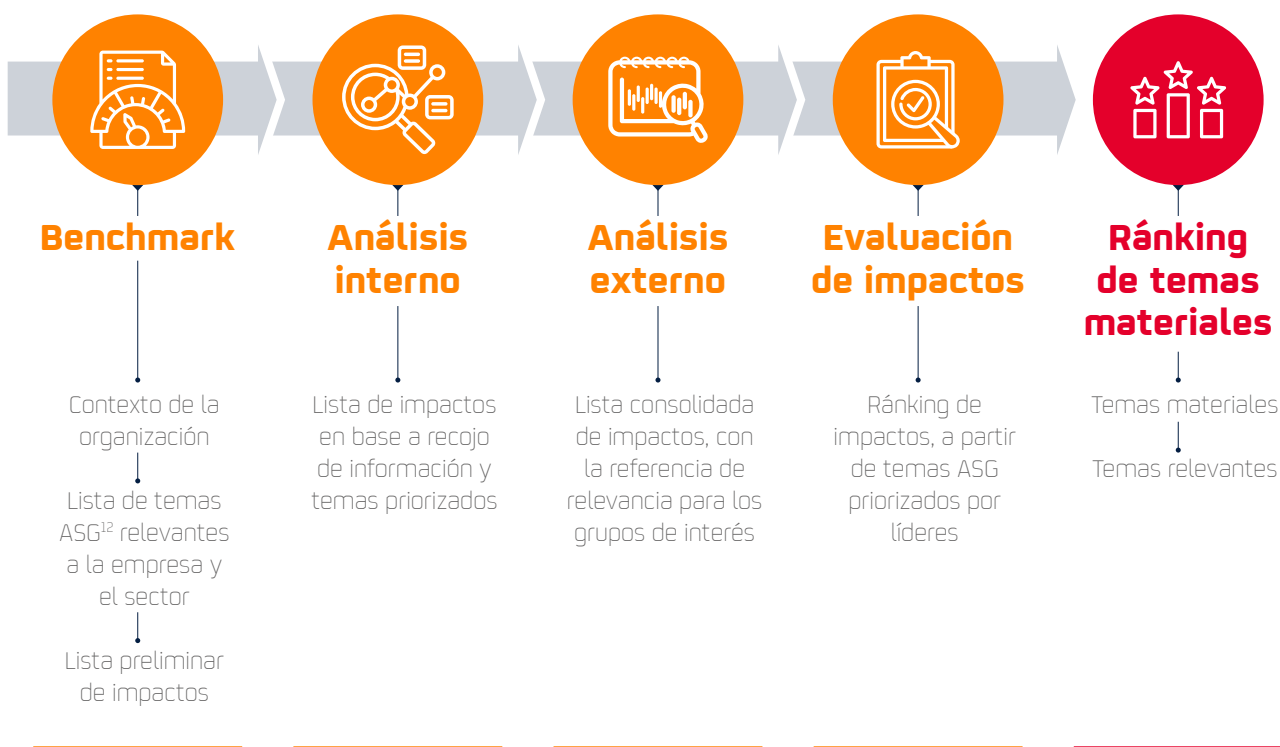 Benchmark
Contexto de la
organización
Lista de temas
ASG¹² relevantes
a la empresa y
el sector
Lista preliminar
de impactos
Análisis
interno
Lista de impactos
en base a recojo
de información y
temas priorizados
Análisis
externo
Lista consolidada
de impactos, con
la referencia de
relevancia para los
grupos de interés
Evaluación
de impactos
Ránking de
impactos, a partir
de temas ASG
priorizados por
líderes
Ránking
de temas
materiales
Temas materiales
Temas relevantes